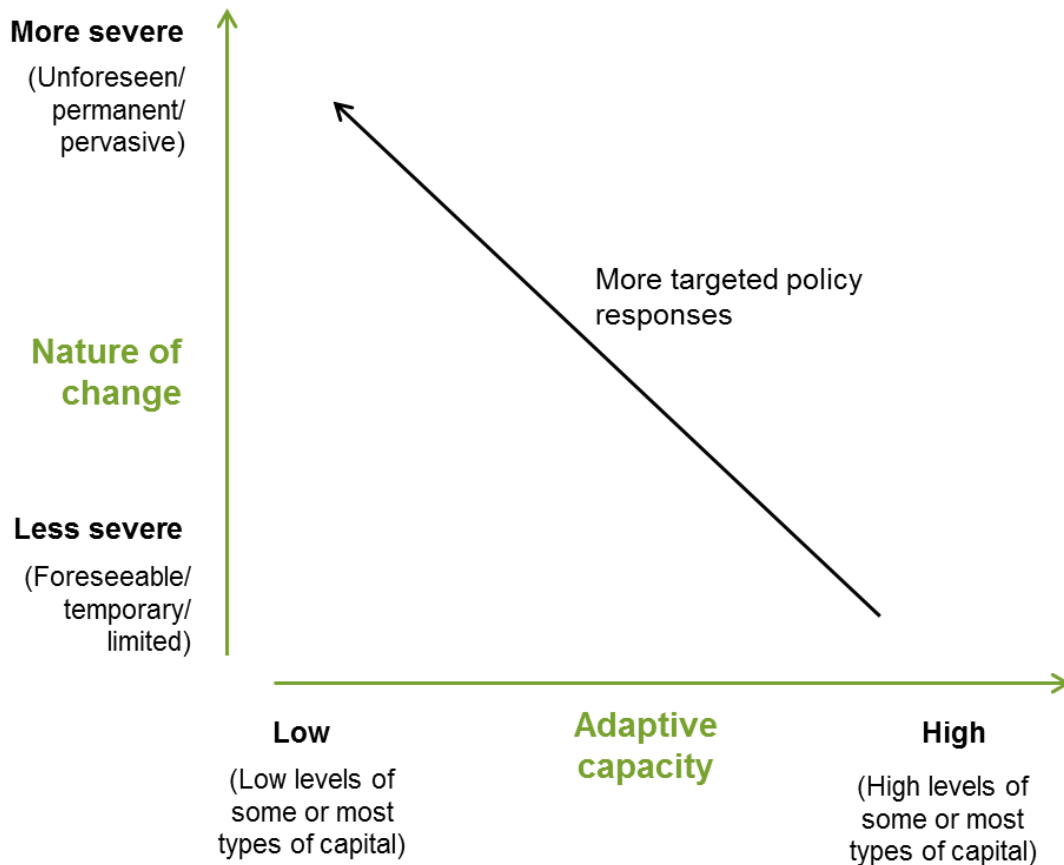 More severe
(Unforeseen/
permanent/
pervasive)
More targeted policy
responses
Nature of
change
Less severe
(Foreseeable/
temporary/
limited)
Low
(Low levels of
some or most
types of capital)
Adaptive
capacity
High
(High levels of
some or most
types of capital)